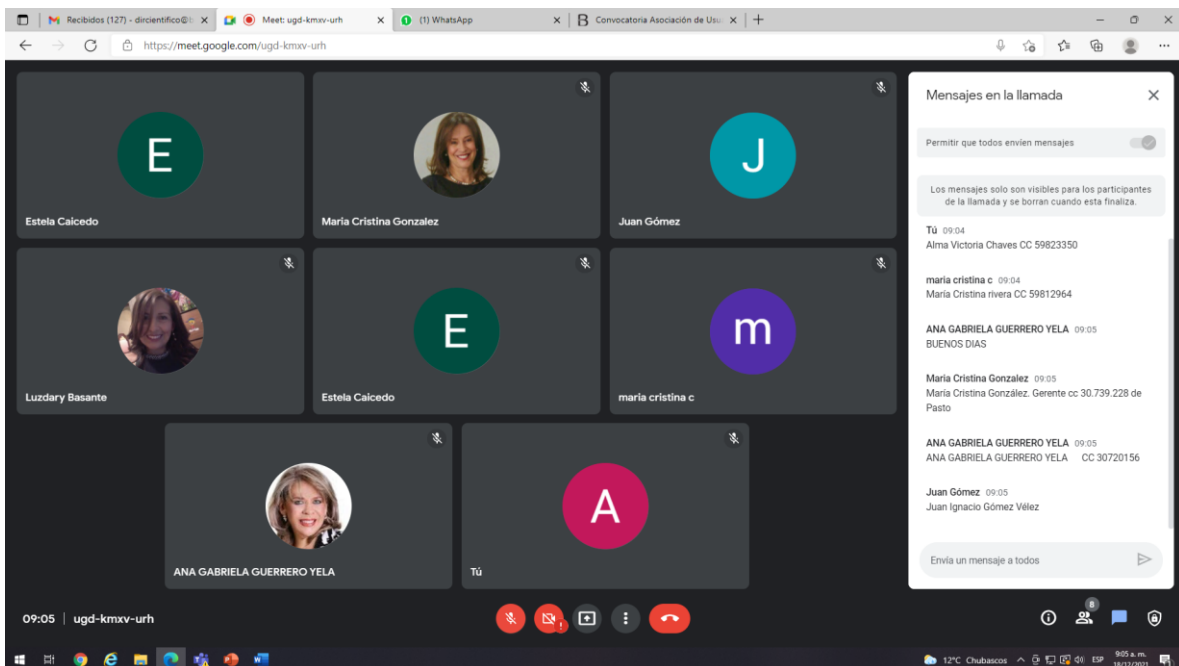 Recibidos (127) - dircientifico@
Meet: ugd-kmxv-urh
(1) WhatsApp
Convocatoria Asociación de Usu
https://meet.google.com/ugd-kmxv-urh
E
Estela Caicedo
Maria Cristina Gonzalez
J
Juan Gómez
Luzdary Basante
E
Estela Caicedo
m
maria cristina c
ANA GABRIELA GUERRERO YELA
A
Tú
Mensajes en la llamada
Permitir que todos envíen mensajes
Los mensajes solo son visibles para los participantes
de la llamada y se borran cuando esta finaliza.
Tú 09:04
Alma Victoria Chaves CC 59823350
maria cristina c 09:04
María Cristina rivera CC 59812964
ANA GABRIELA GUERRERO YELA 09:05
BUENOS DIAS
Maria Cristina Gonzalez 09:05
María Cristina González. Gerente cc 30.739.228 de
Pasto
ANA GABRIELA GUERRERO YELA 09:05
ANA GABRIELA GUERRERO YELA CC 30720156
Juan Gómez 09:05
Juan Ignacio Gómez Vélez
Envía un mensaje a todos
09:05 | ugd-kmxv-urh
8
12°C Chubascos
ESP
9:05 a. m.
18/12/2021